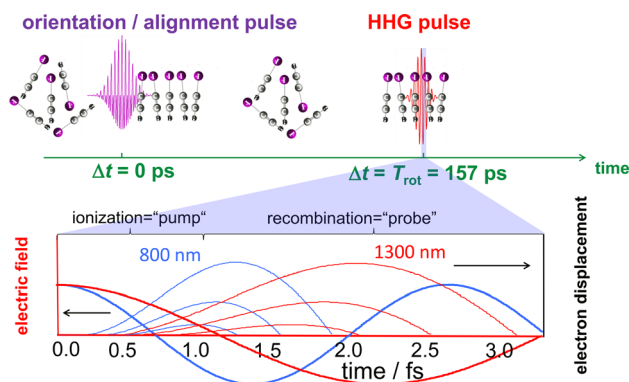 orientation / alignment pulse
HHG pulse
Δt = 0 ps
Δt = Trot = 157 ps
time
ionization=“pump“
recombination=“probe”
800 nm
1300 nm
electric field
electron displacement
0.0 0.5 1.0 1.5 2.0 2.5 3.0
time / fs